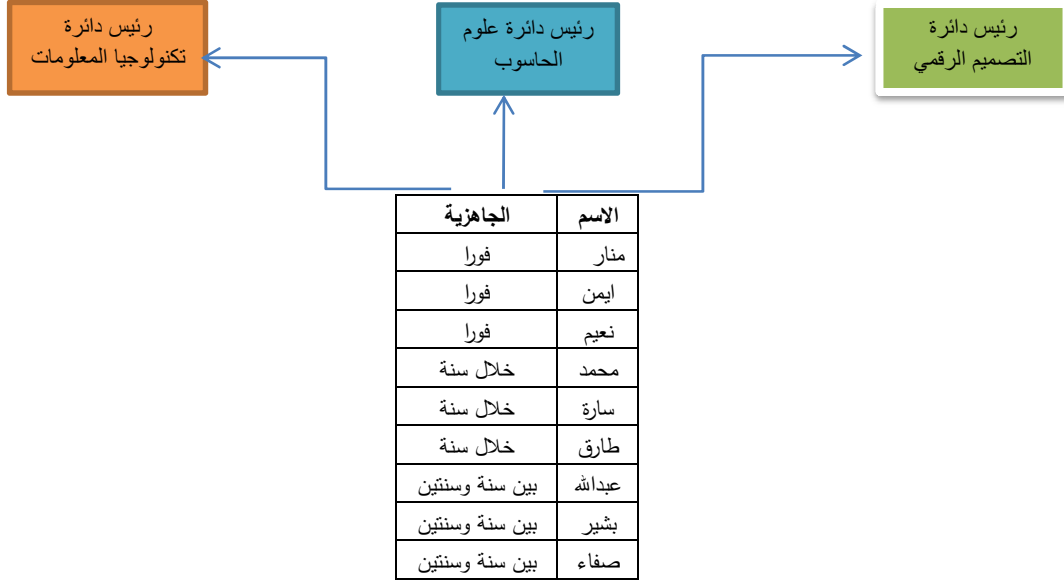 رئيس دائرة
التصميم الرقمي
رئيس دائرة علوم
الحاسوب
رئيس دائرة
تكنولوجيا المعلومات
الاسم الجاهزية
منار فورا
ايمن فورا
نعيم فورا
محمد خلال سنة
سارة خلال سنة
طارق خلال سنة
عبدالله بين سنة وسنتين
بشير بين سنة وسنتين
صفاء بين سنة وسنتين